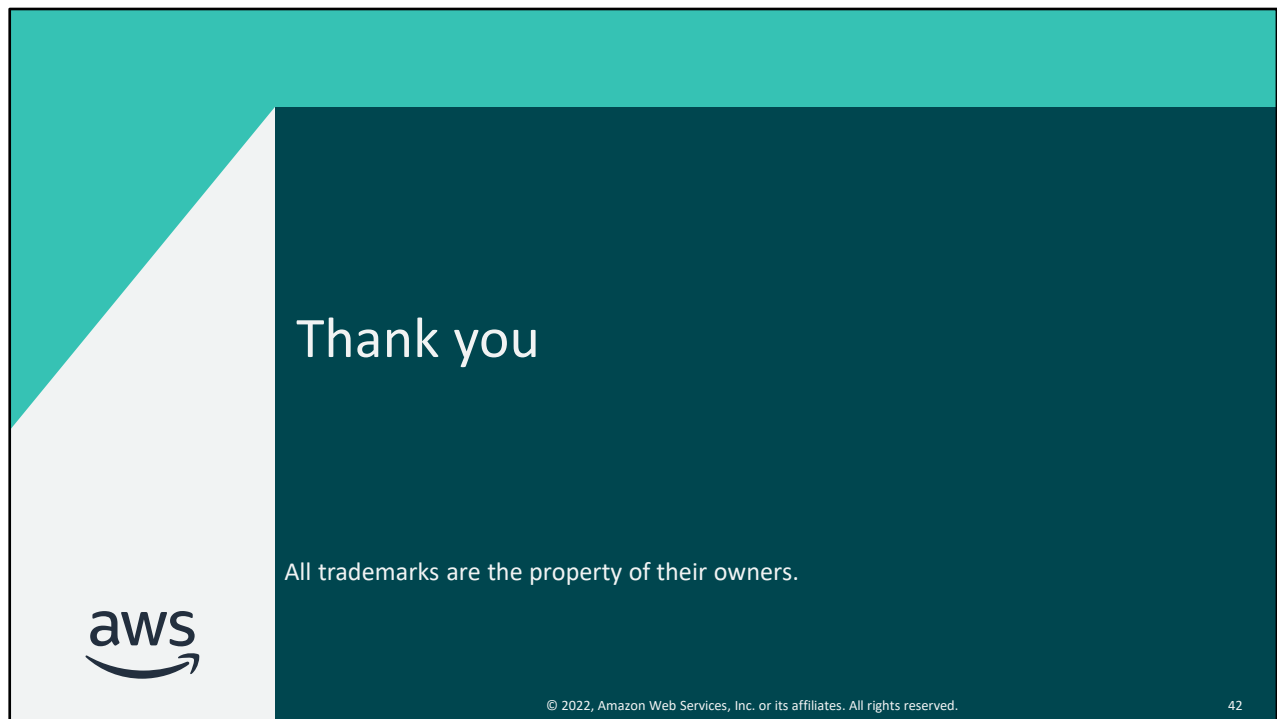 Thank you
All trademarks are the property of their owners.
aws
© 2022, Amazon Web Services, Inc. or its affiliates. All rights reserved.
42